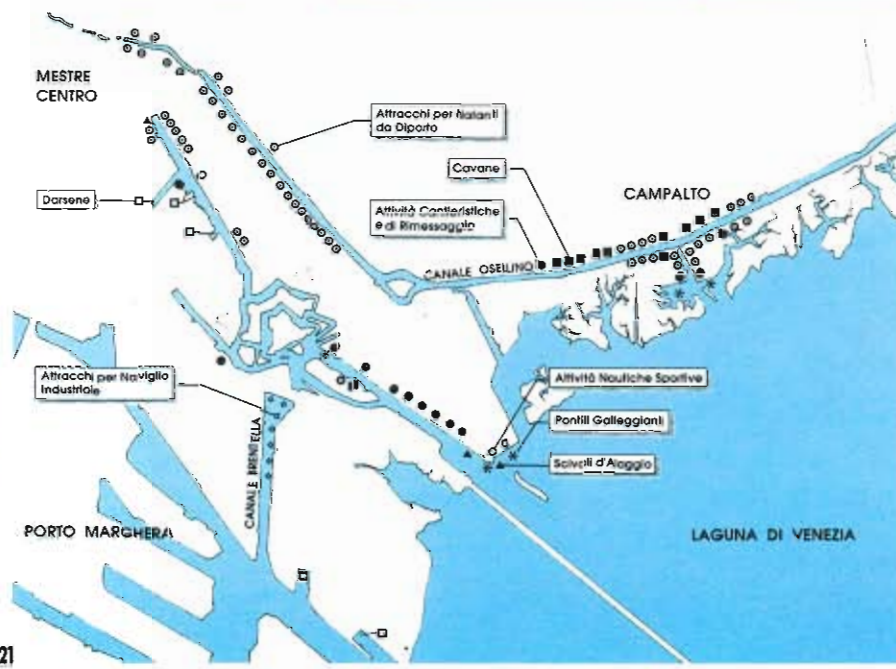 MESTRE
CENTRO
Attracchi per Natanti
da Diporto
Cavane
CAMPALTO
Darsene
Attività Cantieristiche
e di Rimessaggio
CANALE OSELLINO
Attracchi per Naviglio
Industriale
Attività Nautiche Sportive
Pontili Galleggianti
Scivoli d'Alaggio
CANALE BRENTELLA
PORTO MARGHERA
LAGUNA DI VENEZIA
21